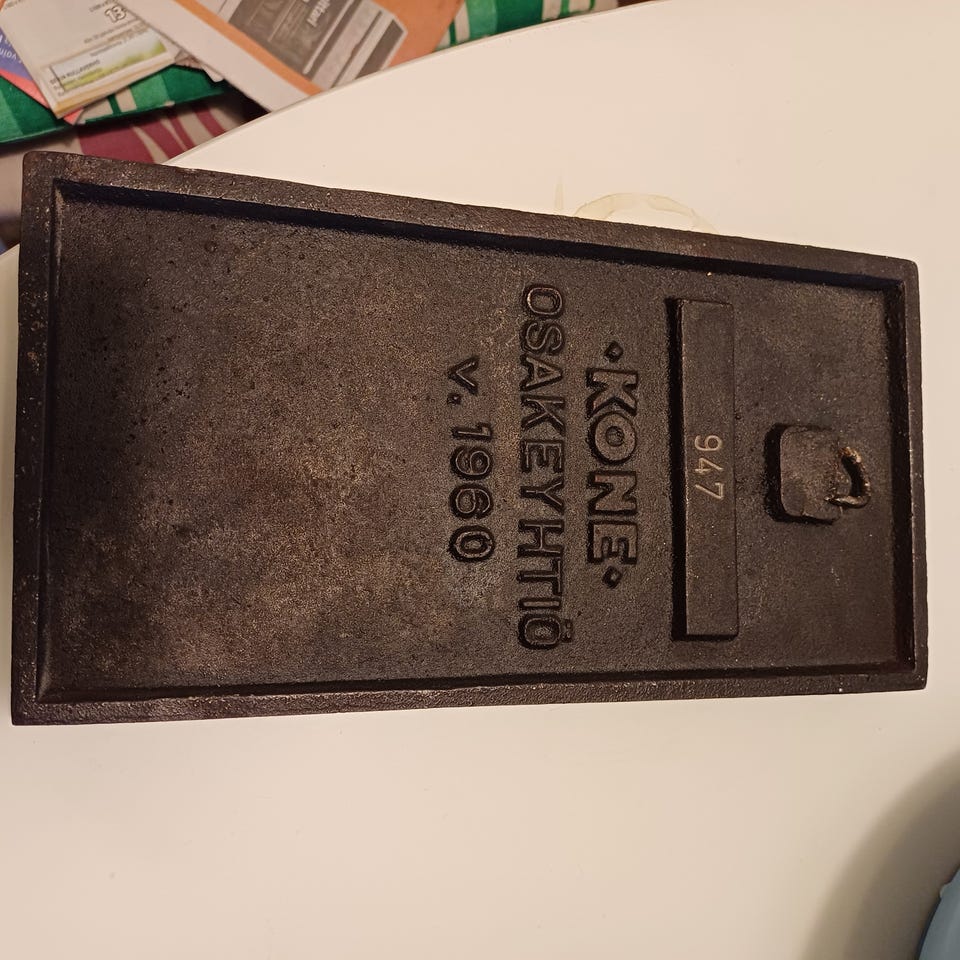 947
·KONE·
OSAKEYHTIÖ
V. 1960